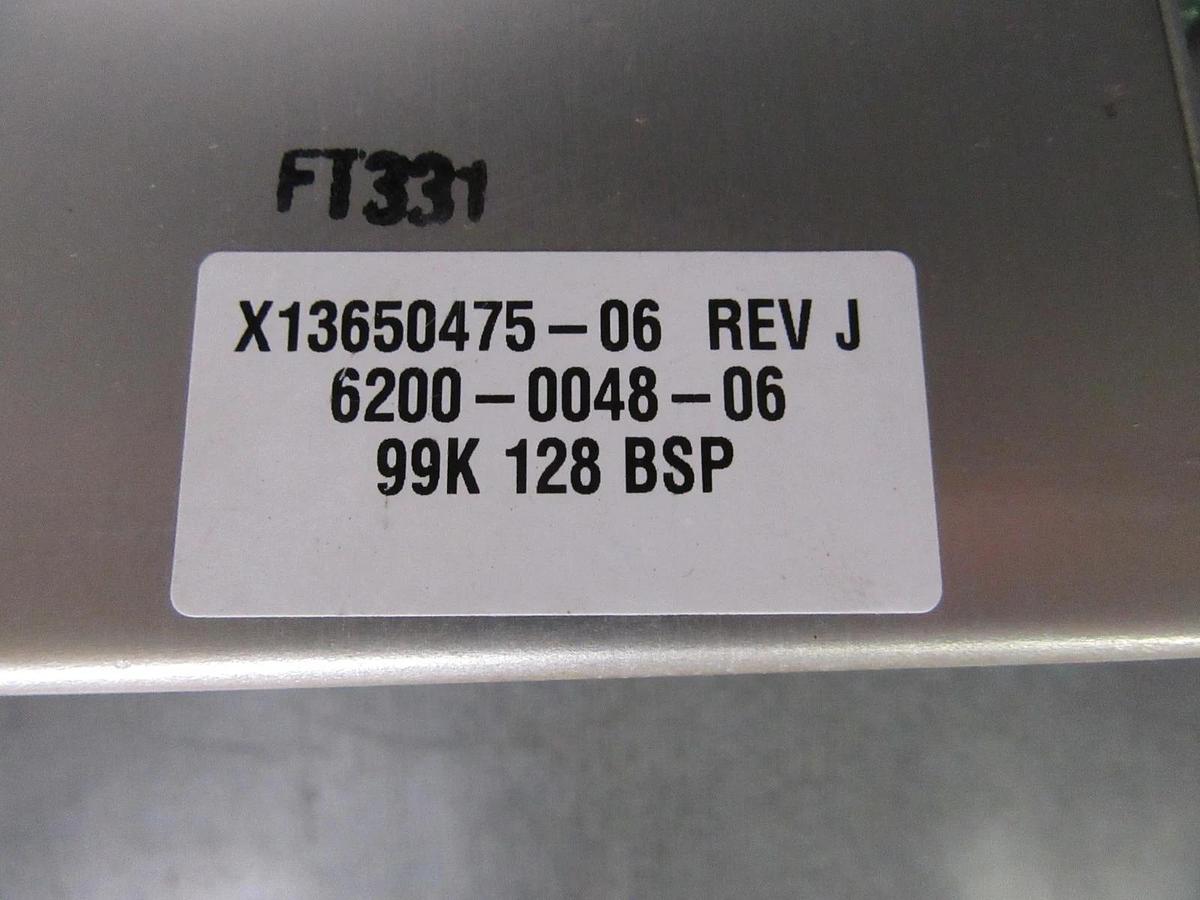 FT331
X13650475-06 REV J
6200-0048-06
99K 128 BSP